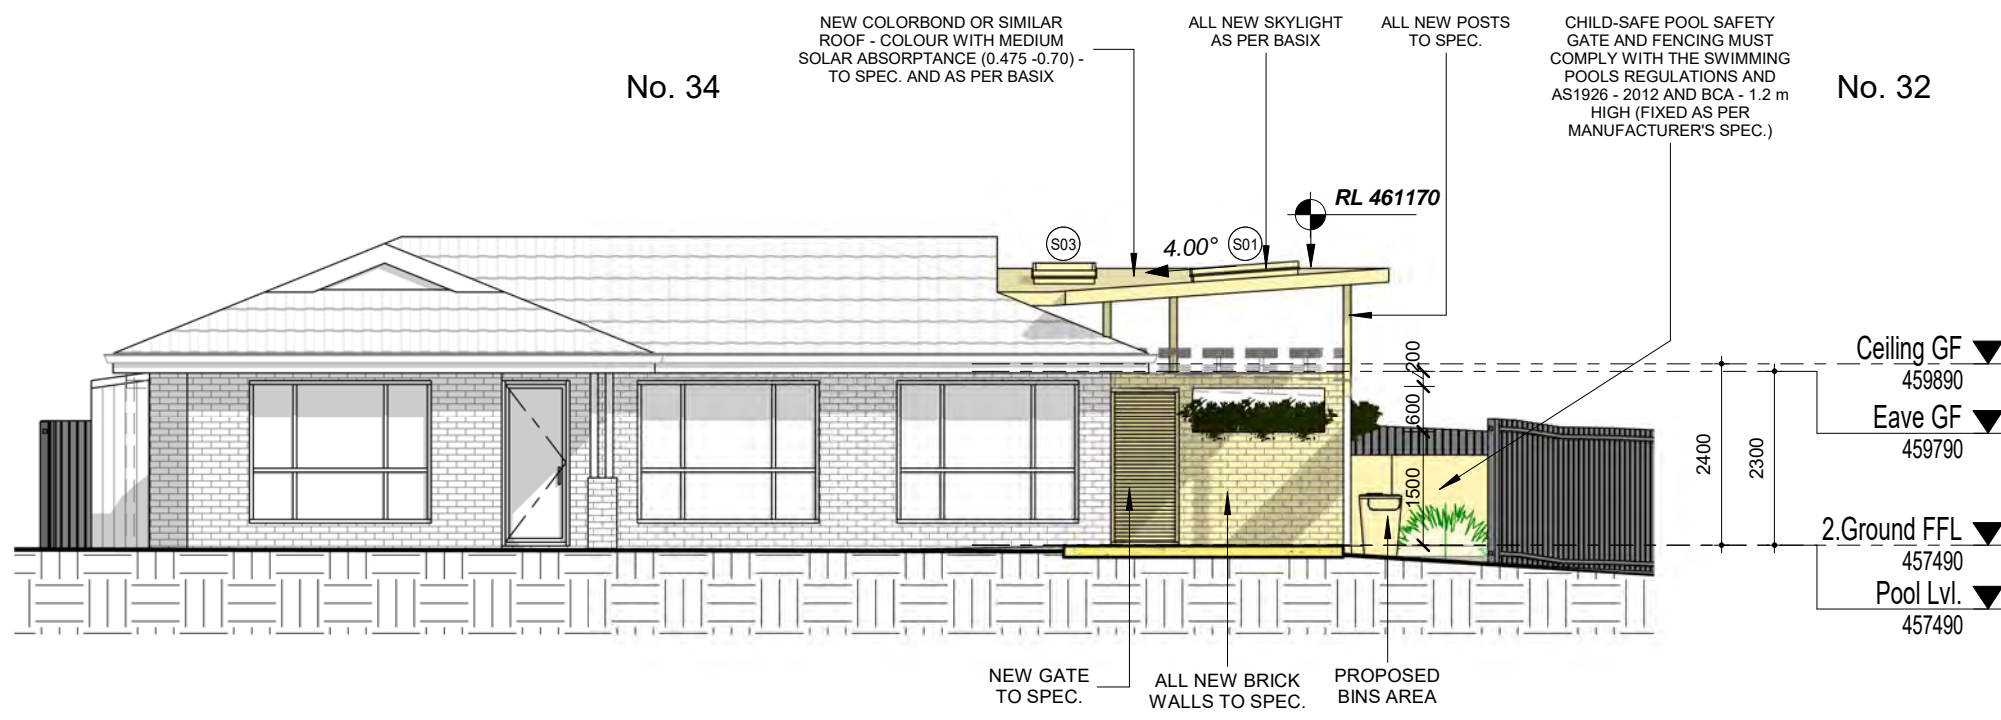 NEW COLORBOND OR SIMILAR
ROOF - COLOUR WITH MEDIUM
SOLAR ABSORPTANCE (0.475 -0.70) -
TO SPEC. AND AS PER BASIX
ALL NEW SKYLIGHT
AS PER BASIX
ALL NEW POSTS
TO SPEC.
CHILD-SAFE POOL SAFETY
GATE AND FENCING MUST
COMPLY WITH THE SWIMMING
POOLS REGULATIONS AND
AS1926 - 2012 AND BCA - 1.2 m
HIGH (FIXED AS PER
MANUFACTURER'S SPEC.)
No. 34
No. 32
RL 461170
S03
4.00°
S01
Ceiling GF
459890
Eave GF
459790
2.Ground FFL
457490
Pool Lvl.
457490
200
600
1500
2400
2300
NEW GATE
TO SPEC.
ALL NEW BRICK
WALLS TO SPEC.
PROPOSED
BINS AREA